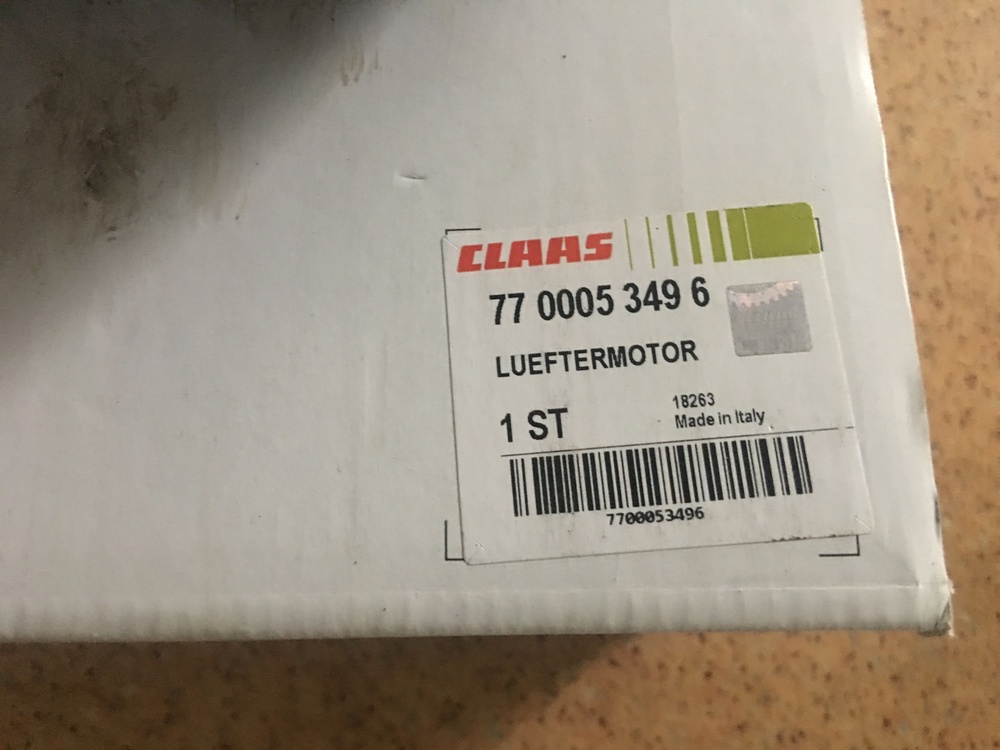 CLAAS
77 0005 349 6
LUEFTERMOTOR
1 ST
18263
Made in Italy
7700053496